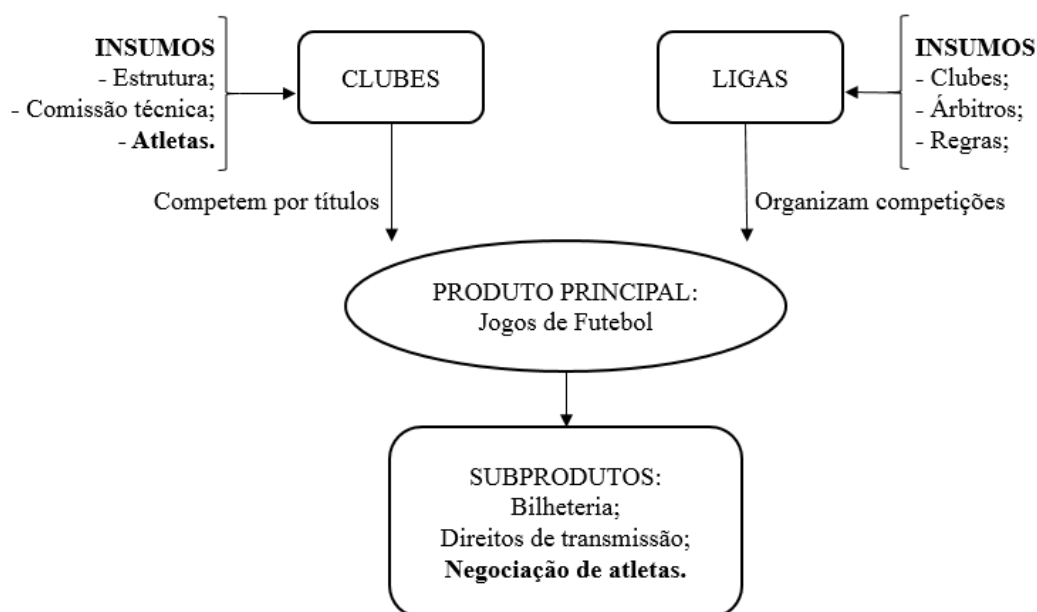 INSUMOS
- Estrutura;
- Comissão técnica;
- Atletas.
CLUBES
LIGAS
INSUMOS
- Clubes;
- Árbitros;
- Regras;
Competem por títulos
Organizam competições
PRODUTO PRINCIPAL:
Jogos de Futebol
SUBPRODUTOS:
Bilheteria;
Direitos de transmissão;
Negociação de atletas.